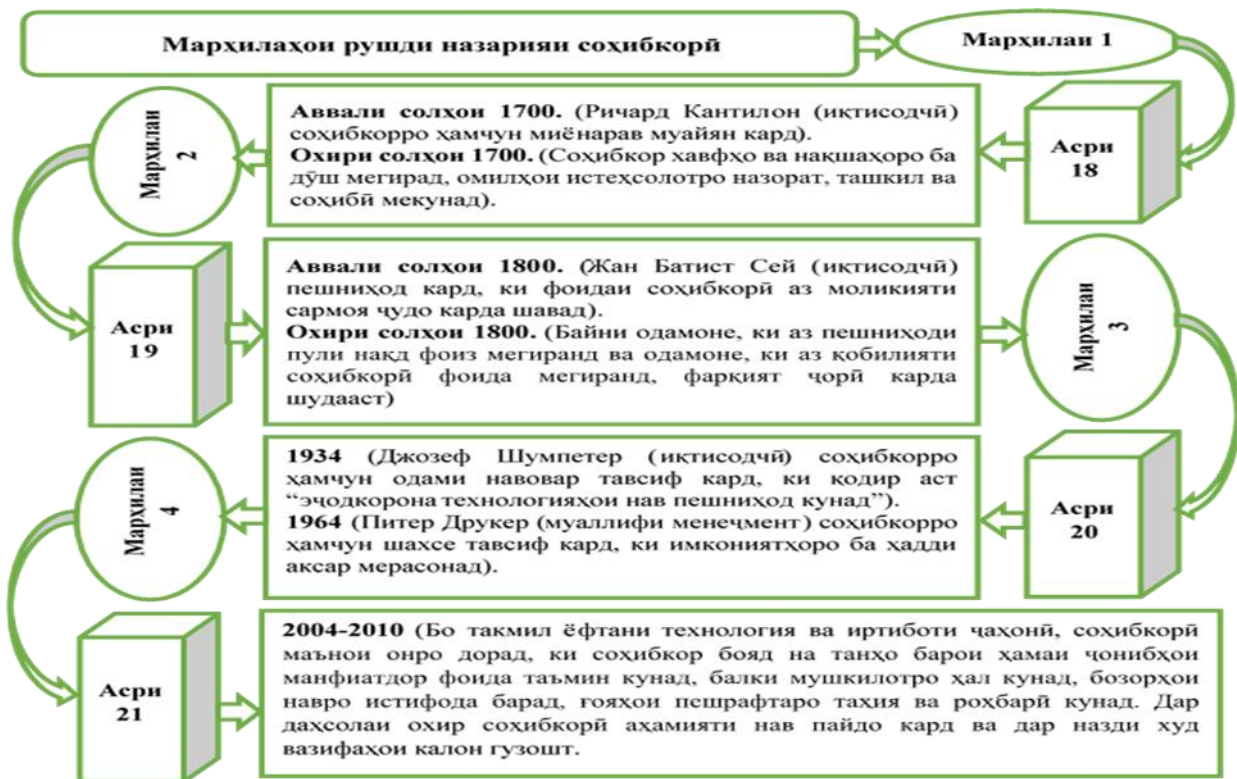 Марҳилаҳои рушди назарияи соҳибкорӣ
Марҳилаи 1
Асри
18
Аввали солҳои 1700. (Ричард Кантилон (иқтисодчӣ)
соҳибкорро ҳамчун миёнарав муайян кард).
Охири солҳои 1700. (Соҳибкор хавфҳо ва нақшаҳоро ба
дӯш мегирад, омилҳои истеҳсолотро назорат, ташкил ва
соҳибӣ мекунад).
Марҳилаи
2
Асри
19
Аввали солҳои 1800. (Жан Батист Сей (иқтисодчӣ)
пешниҳод кард, ки фоидаи соҳибкорӣ аз моликияти
сармоя ҷудо карда шавад).
Охири солҳои 1800. (Байни одамоне, ки аз пешниҳоди
пули нақд фоиз мегиранд ва одамоне, ки аз қобилияти
соҳибкорӣ фоида мегиранд, фарқият ҷорӣ карда
шудааст)
Марҳилаи
3
Асри
20
1934 (Джозеф Шумпетер (иқтисодчӣ) соҳибкорро
ҳамчун одами навовар тавсиф кард, ки қодир аст
“эҷодкорона технологияҳои нав пешниҳод кунад”).
1964 (Питер Друкер (муаллифи менеҷмент) соҳибкорро
ҳамчун шахсе тавсиф кард, ки имкониятҳоро ба ҳадди
аксар мерасонад).
Марҳилаи
4
Асри
21
2004-2010 (Бо такмил ёфтани технология ва иртиботи ҷаҳонӣ, соҳибкорӣ
маънои онро дорад, ки соҳибкор бояд на танҳо барои ҳамаи ҷонибҳои
манфиатдор фоида таъмин кунад, балки мушкилотро ҳал кунад, бозорҳои
навро истифода барад, ғояҳои пешрафтаро таҳия ва роҳбарӣ кунад. Дар
даҳсолаи охир соҳибкорӣ аҳамияти нав пайдо кард ва дар назди худ
вазифаҳои калон гузошт.